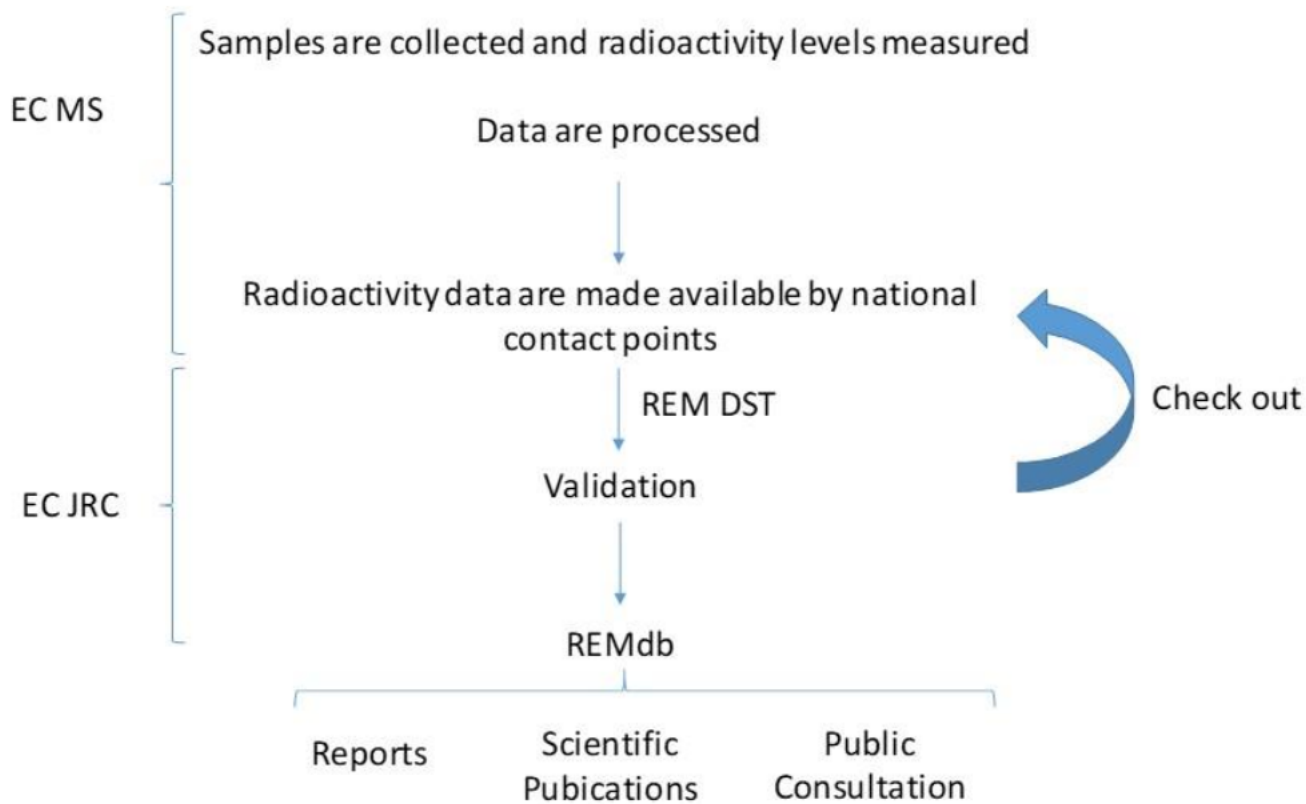 Samples are collected and radioactivity levels measured
EC MS
Data are processed
Radioactivity data are made available by national
contact points
REM DST
Check out
Validation
EC JRC
REMdb
Reports
Scientific
Pubications
Public
Consultation